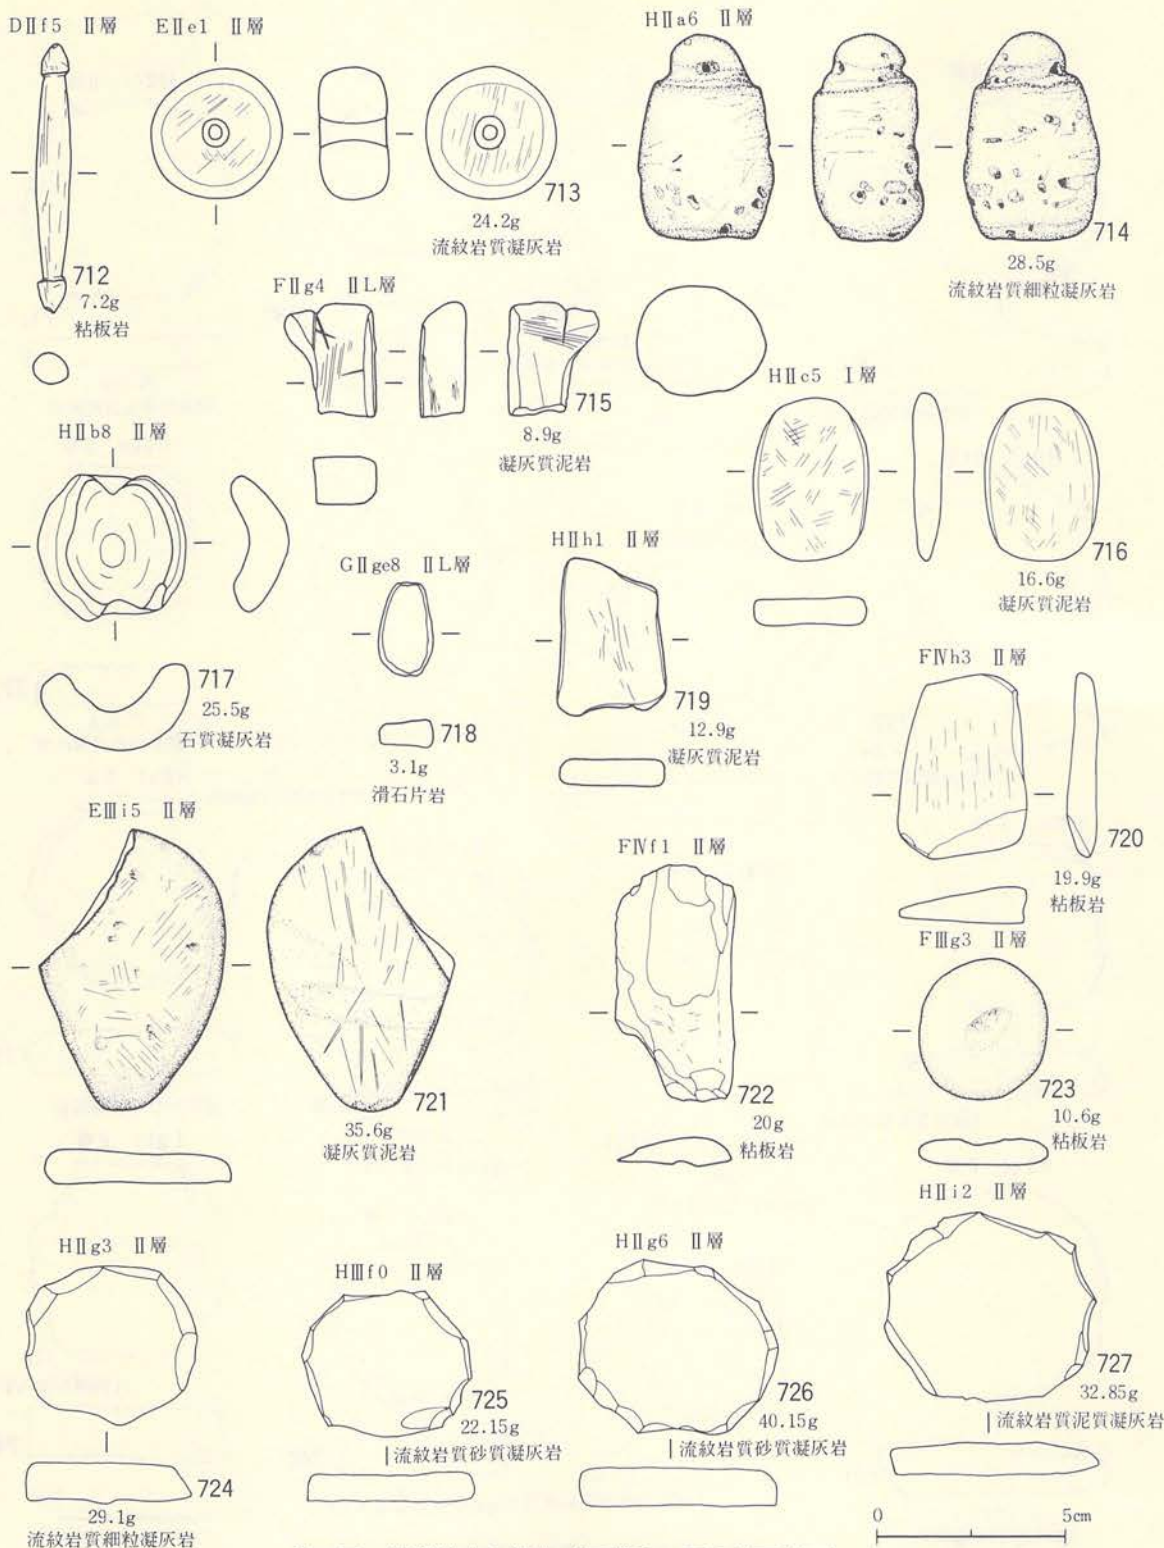 DⅡf5 Ⅱ層
712
7.2g
粘板岩
EⅡe1 Ⅱ層
713
24.2g
流紋岩質凝灰岩
HⅡa6 Ⅱ層
714
28.5g
流紋岩質細粒凝灰岩
FⅡg4 ⅡL層
715
8.9g
凝灰質泥岩
HⅡc5 Ⅰ層
716
16.6g
凝灰質泥岩
HⅡb8 Ⅱ層
717
25.5g
石質凝灰岩
GⅡge8 ⅡL層
718
3.1g
滑石片岩
HⅡh1 Ⅱ層
719
12.9g
凝灰質泥岩
FⅣh3 Ⅱ層
720
19.9g
粘板岩
EⅢi5 Ⅱ層
721
35.6g
凝灰質泥岩
FⅣf1 Ⅱ層
722
20g
粘板岩
FⅢg3 Ⅱ層
723
10.6g
粘板岩
HⅡg3 Ⅱ層
724
29.1g
流紋岩質細粒凝灰岩
HⅢf0 Ⅱ層
725
22.15g
流紋岩質砂質凝灰岩
HⅡg6 Ⅱ層
726
40.15g
流紋岩質砂質凝灰岩
HⅡi2 Ⅱ層
727
32.85g
流紋岩質泥質凝灰岩
0 5cm